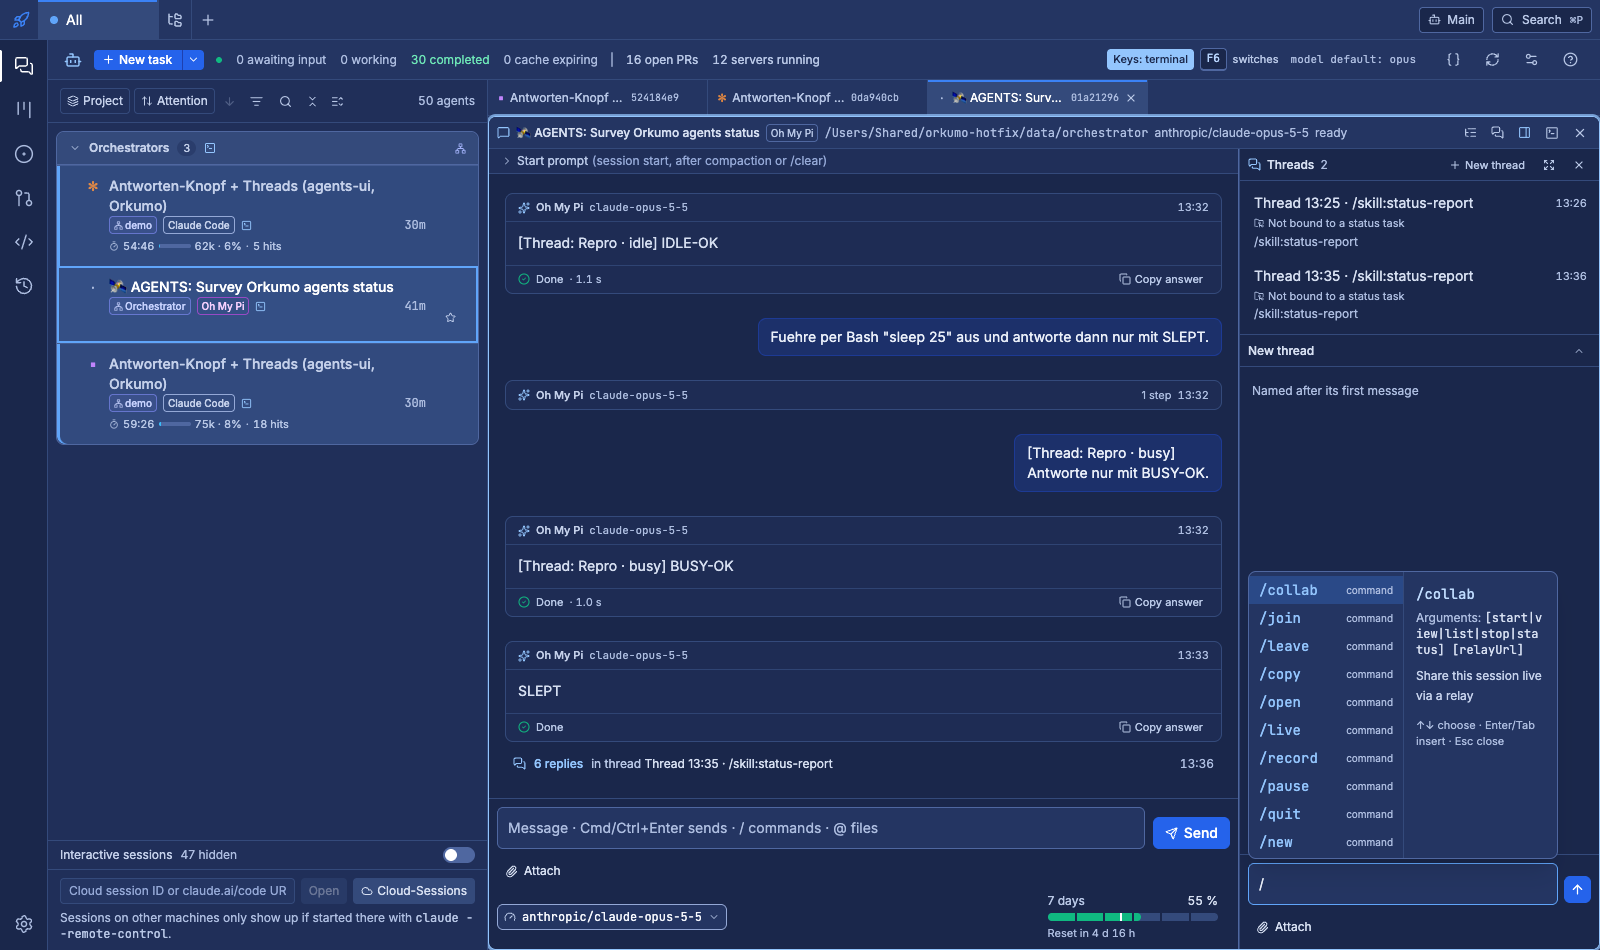 All
Main
Search ⌘P
New task
0 awaiting input
0 working
30 completed
0 cache expiring
16 open PRs
12 servers running
Keys: terminal
F6
switches
model default: opus
Project
Attention
50 agents
Antworten-Knopf ... 524184e9
Antworten-Knopf ... 0da940cb
AGENTS: Surv... 01a21296
Orchestrators 3
Antworten-Knopf + Threads (agents-ui,
Orkumo)
demo
Claude Code
30m
54:46
62k · 6% · 5 hits
AGENTS: Survey Orkumo agents status
Orchestrator
Oh My Pi
41m
Antworten-Knopf + Threads (agents-ui,
Orkumo)
demo
Claude Code
30m
59:26
75k · 8% · 18 hits
Interactive sessions 47 hidden
Cloud session ID or claude.ai/code UR
Open
Cloud-Sessions
Sessions on other machines only show up if started there with claude -
-remote-control.
AGENTS: Survey Orkumo agents status Oh My Pi /Users/Shared/orkumo-hotfix/data/orchestrator anthropic/claude-opus-5-5 ready
Start prompt (session start, after compaction or /clear)
Oh My Pi claude-opus-5-5 13:32
[Thread: Repro · idle] IDLE-OK
Done · 1.1 s
Copy answer
Fuehre per Bash "sleep 25" aus und antworte dann nur mit SLEPT.
Oh My Pi claude-opus-5-5 1 step 13:32
[Thread: Repro · busy]
Antworte nur mit BUSY-OK.
Oh My Pi claude-opus-5-5 13:32
[Thread: Repro · busy] BUSY-OK
Done · 1.0 s
Copy answer
Oh My Pi claude-opus-5-5 13:33
SLEPT
Done
Copy answer
6 replies in thread Thread 13:35 · /skill:status-report 13:36
Message · Cmd/Ctrl+Enter sends · / commands · @ files
Send
Attach
anthropic/claude-opus-5-5
7 days 55 %
Reset in 4 d 16 h
Threads 2
New thread
Thread 13:25 · /skill:status-report 13:26
Not bound to a status task
/skill:status-report
Thread 13:35 · /skill:status-report 13:36
Not bound to a status task
/skill:status-report
New thread
Named after its first message
/collab command
/join command
/leave command
/copy command
/open command
/live command
/record command
/pause command
/quit command
/new command
/collab
Arguments: [start|v
iew|list|stop|sta
tus] [relayUrl]
Share this session live
via a relay
↑↓ choose · Enter/Tab
insert · Esc close
/
Attach